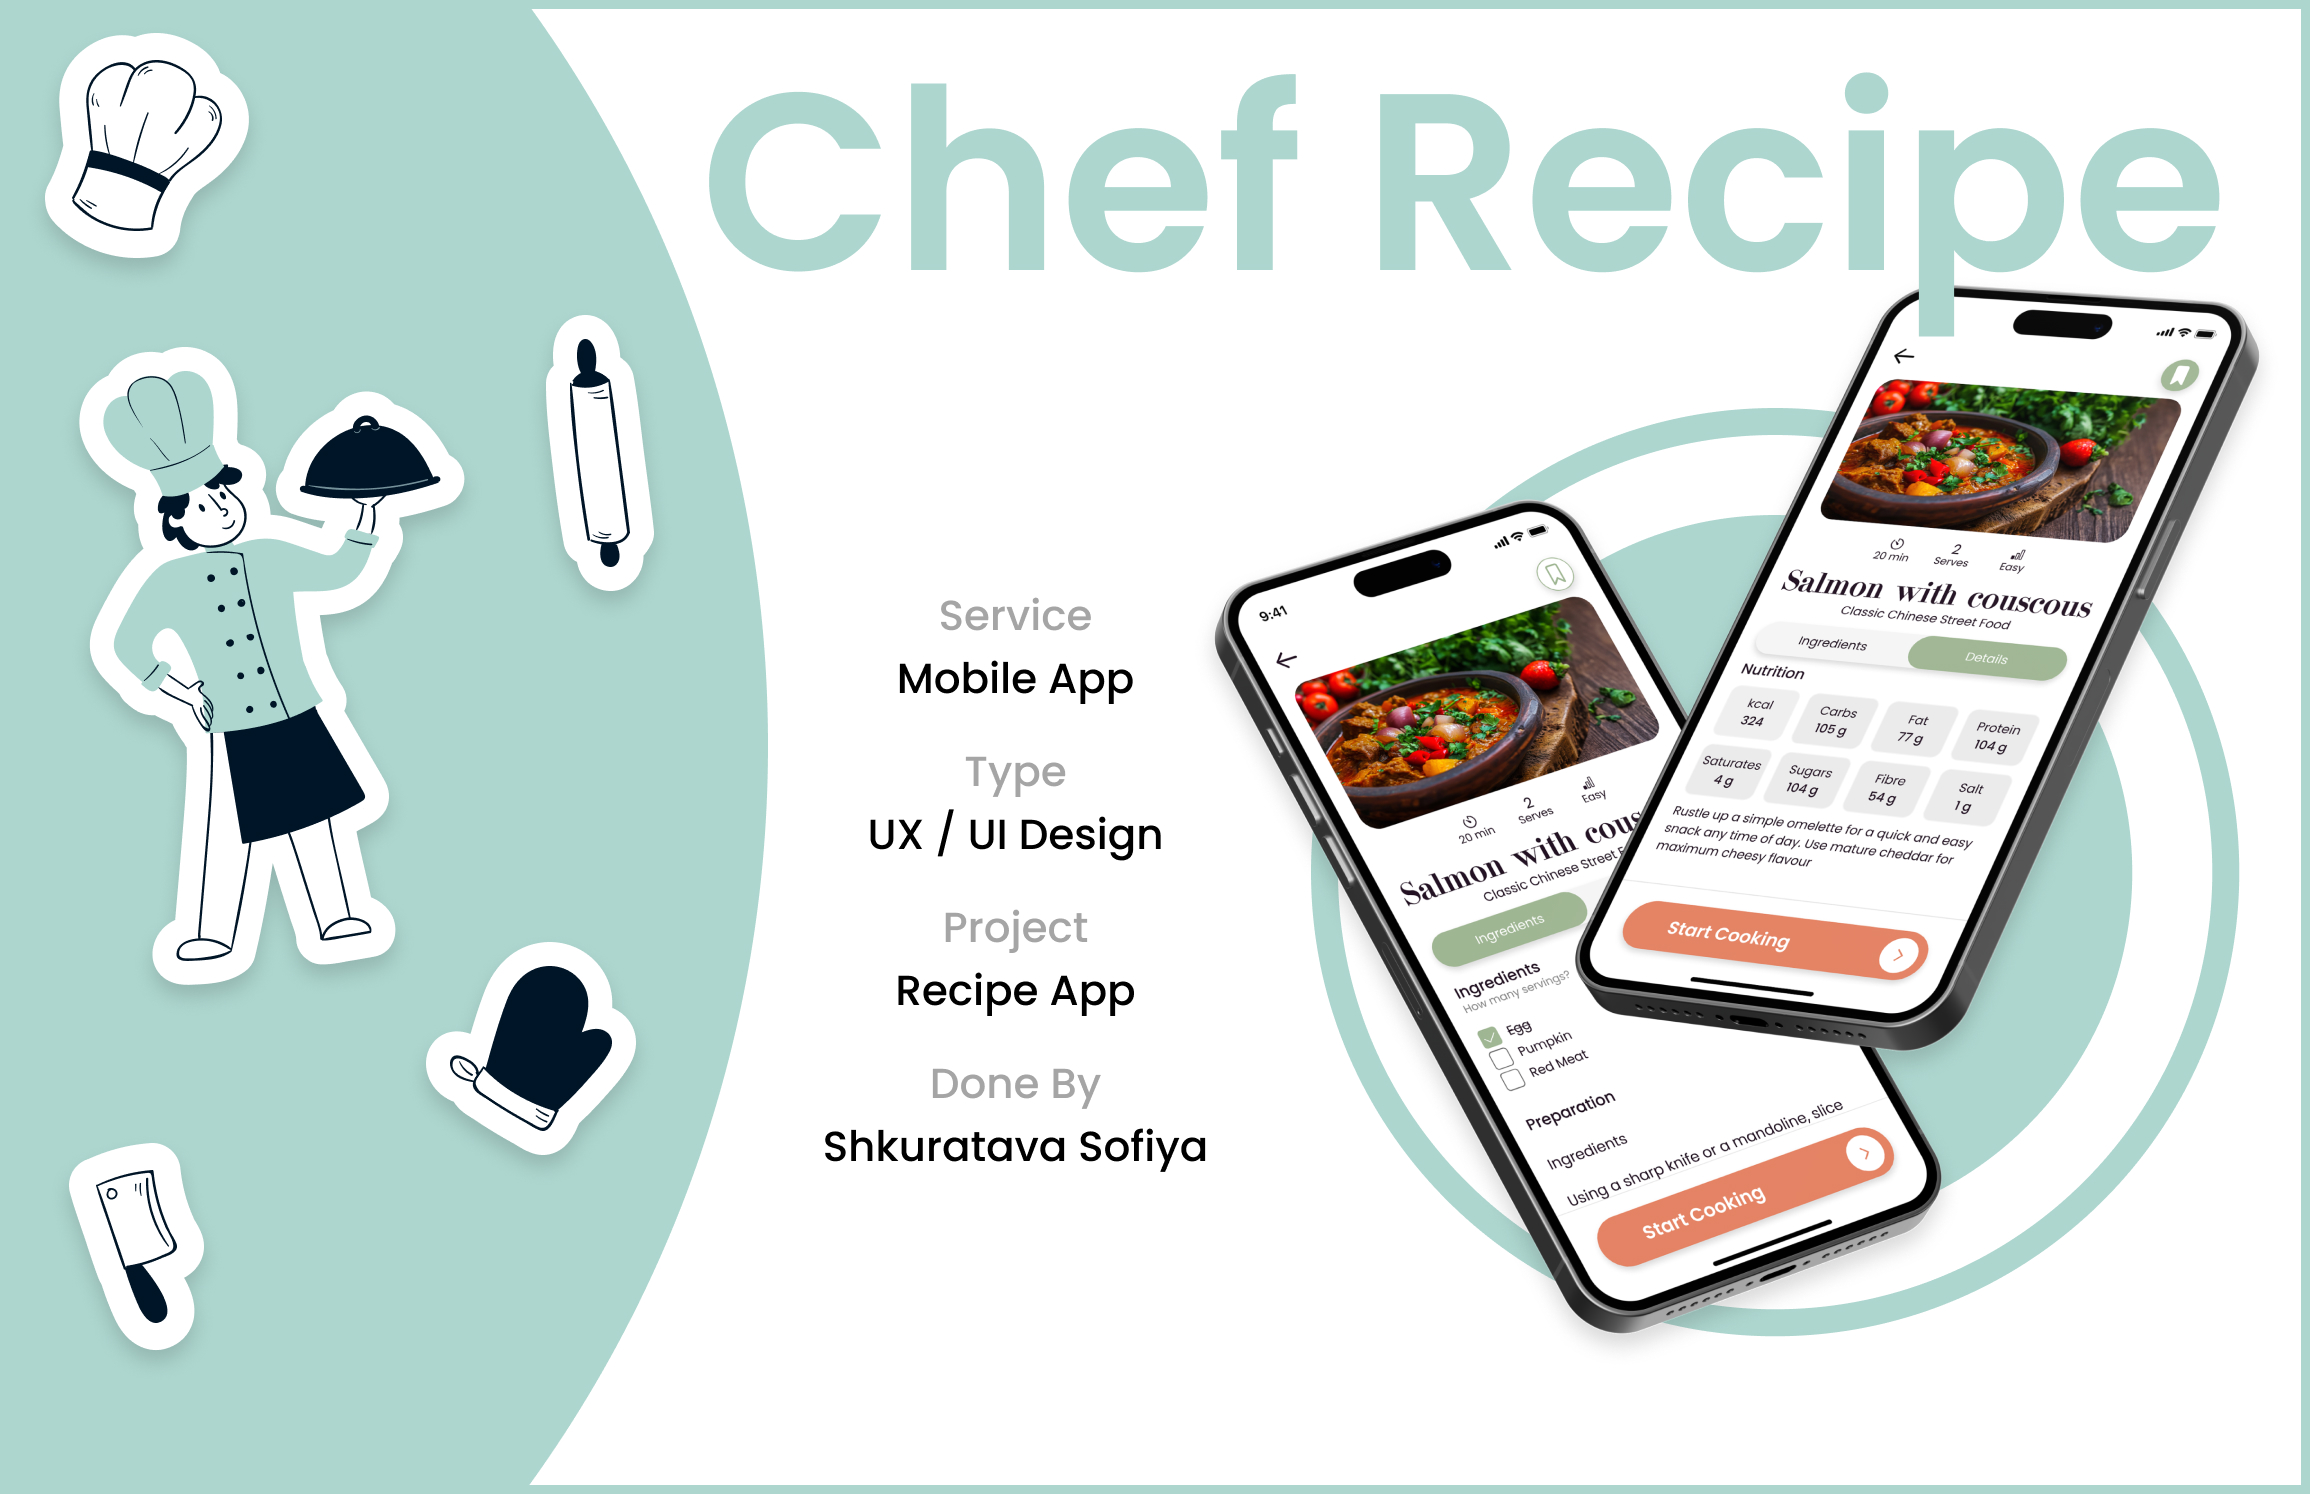 Chef Recipe
Service
Mobile App
Type
UX / UI Design
Project
Recipe App
Done By
Shkuratava Sofiya
9:41
20 min
2
Serves
Easy
Salmon with cous
Classic Chinese Street
Ingredients
Ingredients
How many servings?
Egg
Pumpkin
Red Meat
Preparation
Ingredients
Using a sharp knife or a mandoline, slice
Start Cooking
20 min
2
Serves
Easy
Salmon with couscous
Classic Chinese Street Food
Ingredients
Details
Nutrition
kcal
324
Carbs
105 g
Fat
77 g
Protein
104 g
Saturates
4 g
Sugars
104 g
Fibre
54 g
Salt
1 g
Rustle up a simple omelette for a quick and easy
snack any time of day. Use mature cheddar for
maximum cheesy flavour
Start Cooking